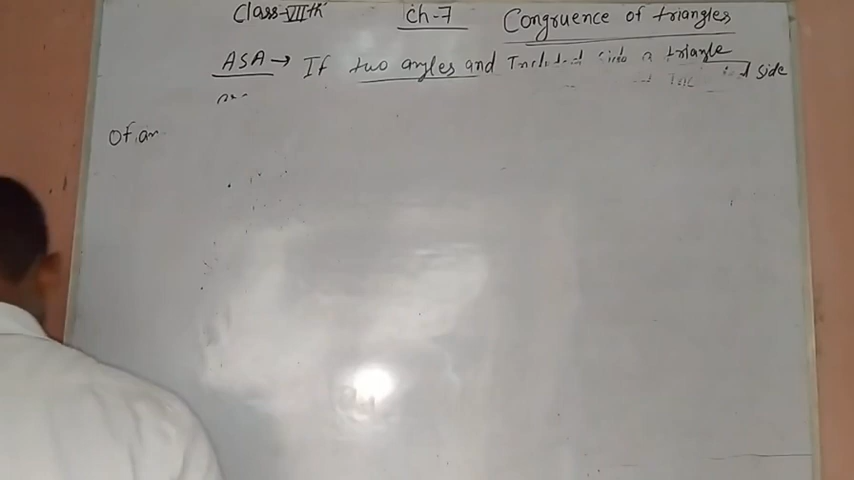 Class-VIIth Ch-7 Congruence of triangles
ASA → If two angles and Included side a triangle
side
of an